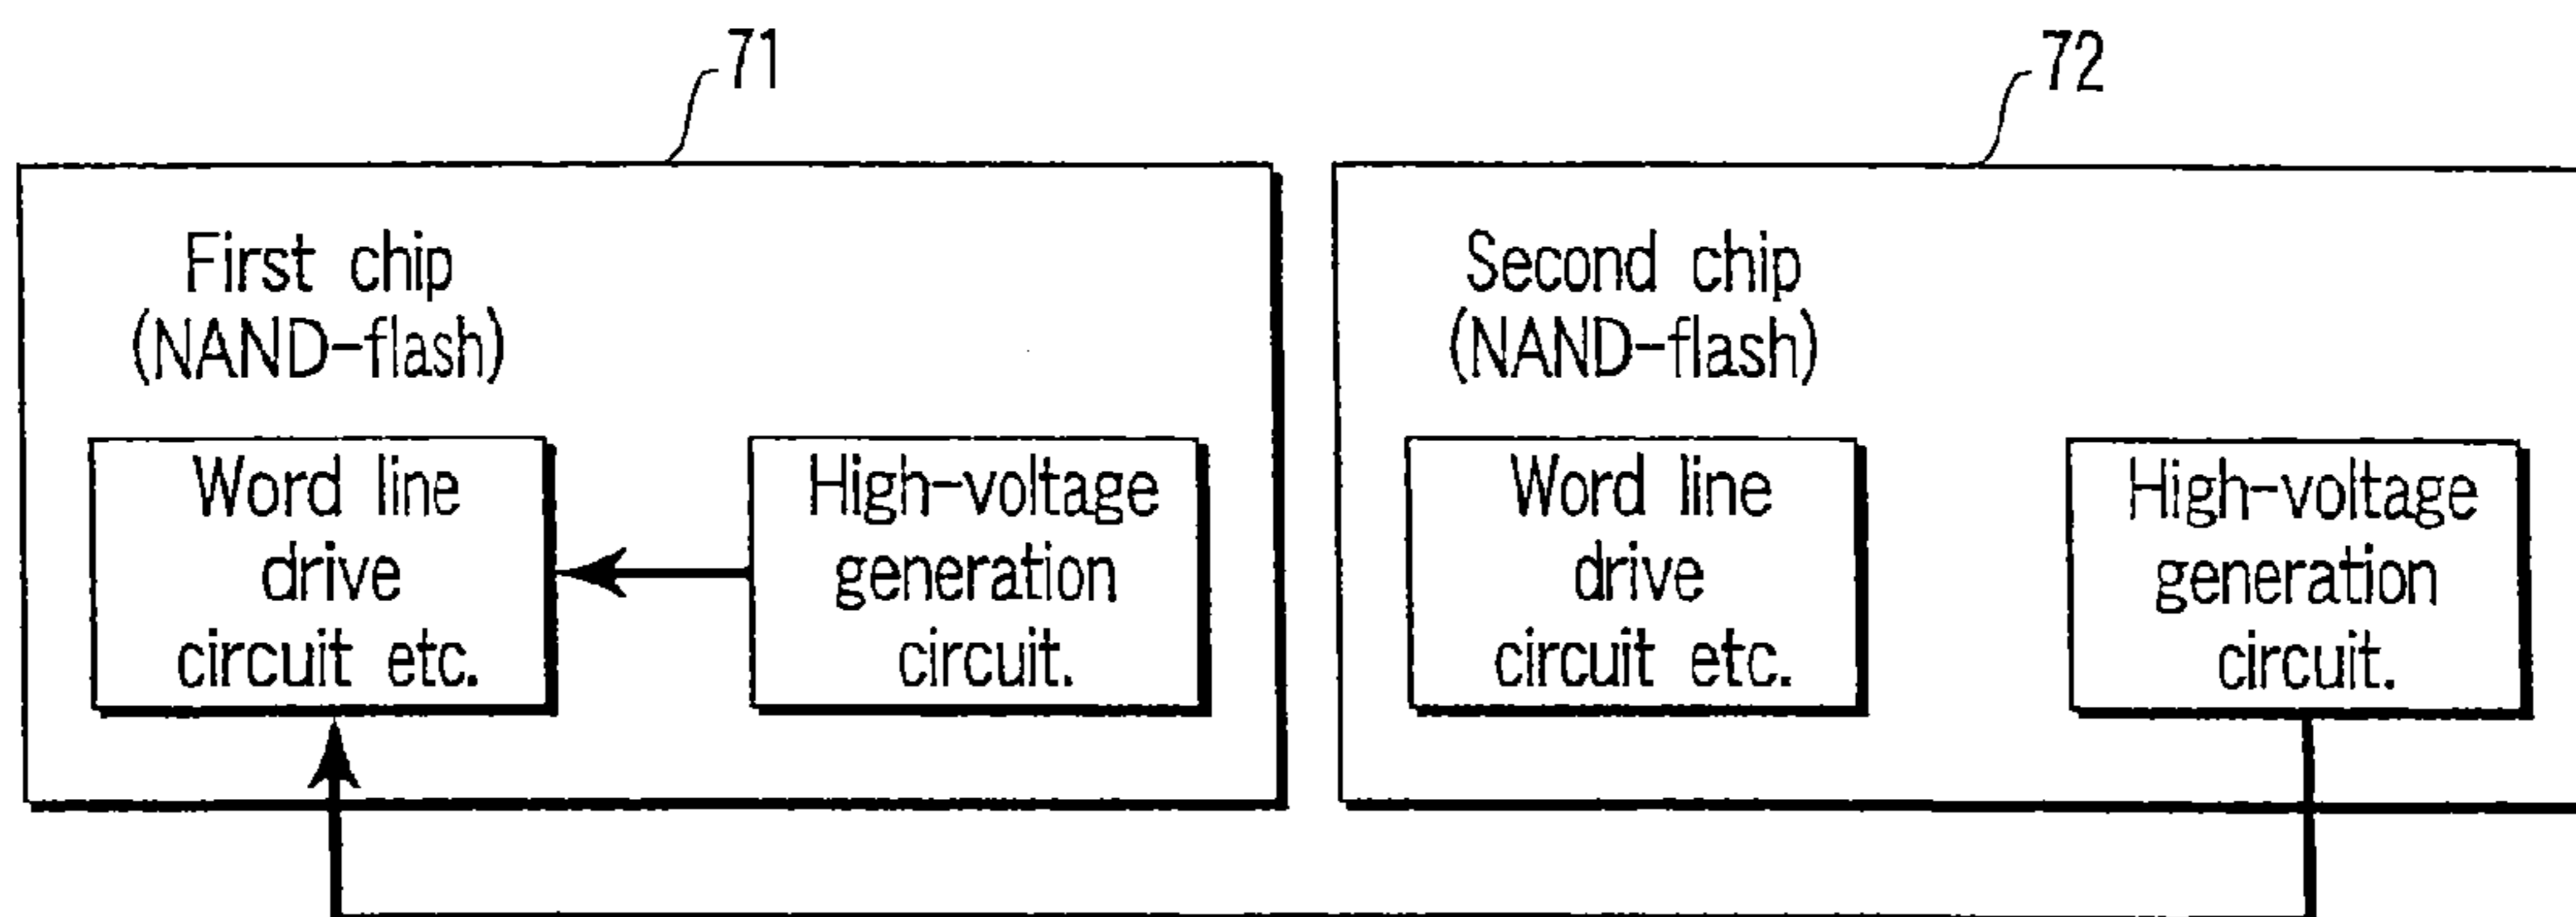 71
First chip
(NAND-flash)
Word line
drive
circuit etc.
High-voltage
generation
circuit.
72
Second chip
(NAND-flash)
Word line
drive
circuit etc.
High-voltage
generation
circuit.